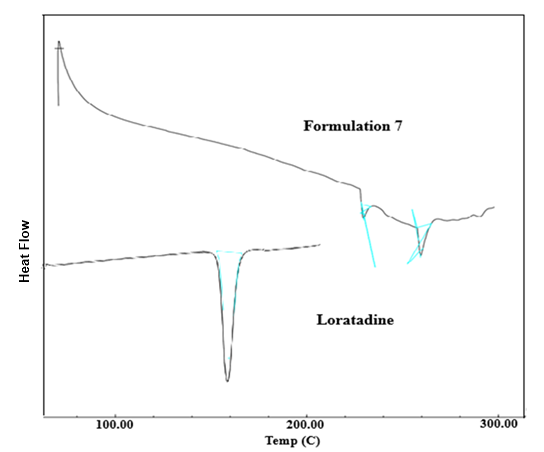 Formulation 7
Heat Flow
Loratadine
100.00
200.00
300.00
Temp (C)